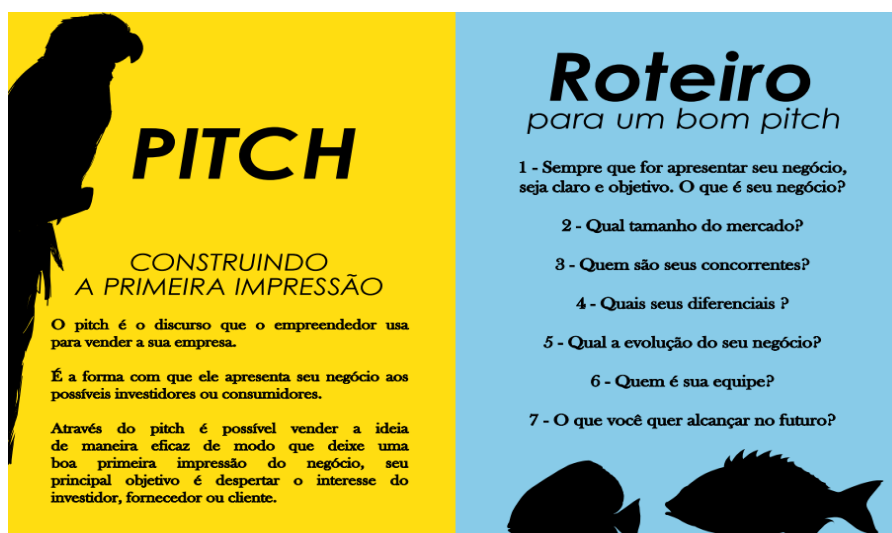 PITCH
CONSTRUINDO
A PRIMEIRA IMPRESSÃO
O pitch é o discurso que o empreendedor usa
para vender a sua empresa.
É a forma com que ele apresenta seu negócio aos
possíveis investidores ou consumidores.
Através do pitch é possível vender a ideia
de maneira eficaz de modo que deixe uma
boa primeira impressão do negócio, seu
principal objetivo é despertar o interesse do
investidor, fornecedor ou cliente.
Roteiro
para um bom pitch
1 - Sempre que for apresentar seu negócio,
seja claro e objetivo. O que é seu negócio?
2 - Qual tamanho do mercado?
3 - Quem são seus concorrentes?
4 - Quais seus diferenciais ?
5 - Qual a evolução do seu negócio?
6 - Quem é sua equipe?
7 - O que você quer alcançar no futuro?